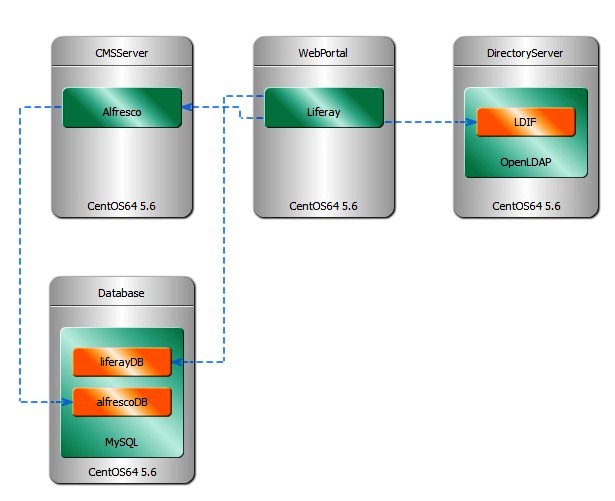 CMSServer
Alfresco
CentOS64 5.6
WebPortal
Liferay
CentOS64 5.6
DirectoryServer
LDIF
OpenLDAP
CentOS64 5.6
Database
liferayDB
alfrescoDB
MySQL
CentOS64 5.6